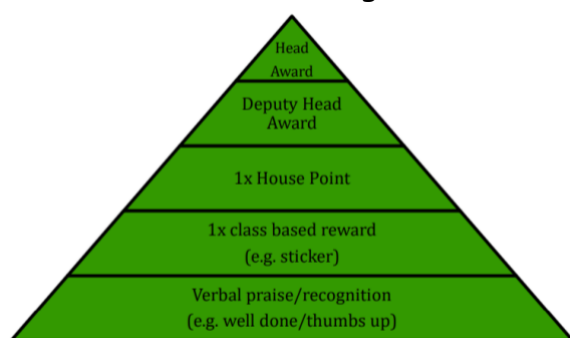 Head
Award
Deputy Head
Award
1x House Point
1x class based reward
(e.g. sticker)
Verbal praise/recognition
(e.g. well done/thumbs up)